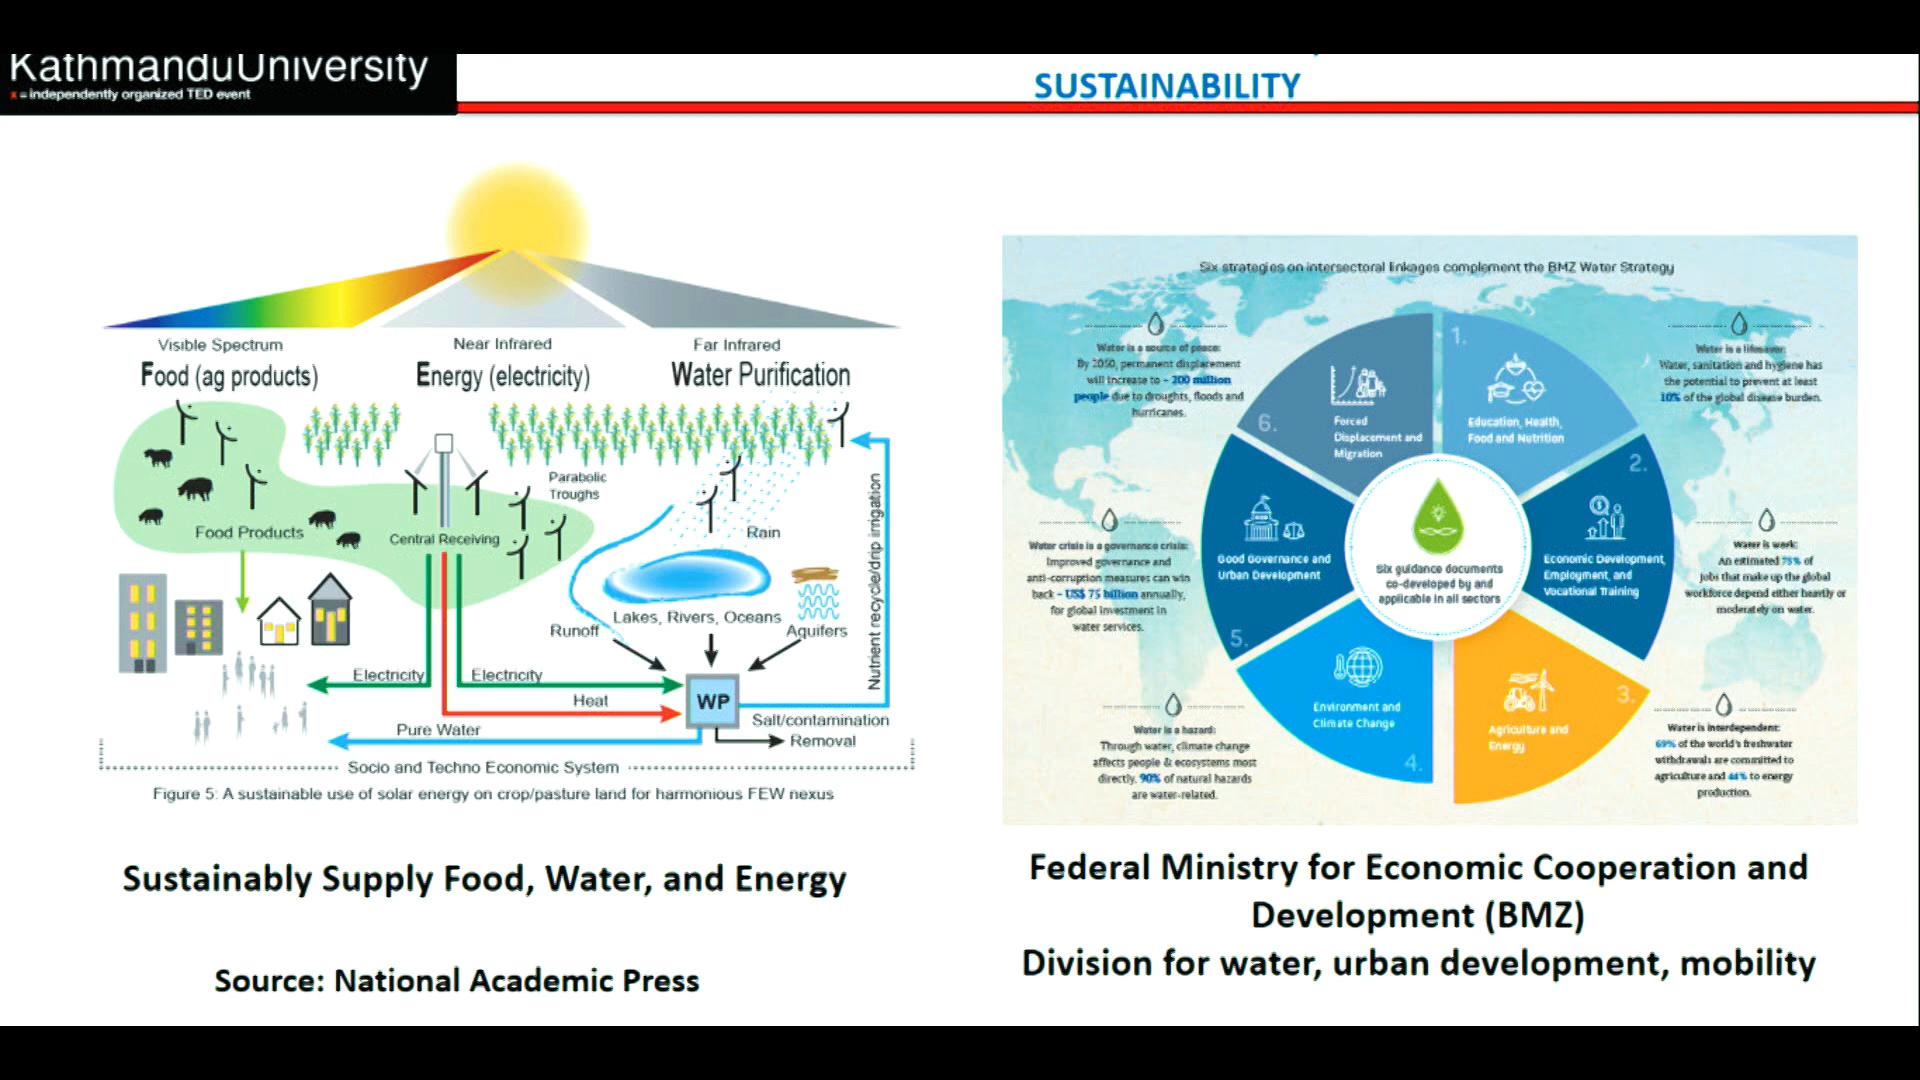 KathmanduUniversity
x = independently organized TED event
SUSTAINABILITY
Visible Spectrum
Near Infrared
Far Infrared
Food (ag products)
Energy (electricity)
Water Purification
Parabolic
Troughs
Food Products
Central Receiving
Rain
Nutrient recycle/drip irrigation
Lakes, Rivers, Oceans
Runoff
Aquifers
Electricity
Electricity
Heat
WP
Pure Water
Salt/contamination
Removal
Socio and Techno Economic System
Figure 5: A sustainable use of solar energy on crop/pasture land for harmonious FEW nexus
Sustainably Supply Food, Water, and Energy
Source: National Academic Press
Six strategies on intersectoral linkages complement the BMZ Water Strategy
Water is a source of peace:
By 2050, permanent displacement
will increase to ~ 200 million
people due to droughts, floods and
hurricanes.
Water is a lifesaver:
Water, sanitation and hygiene has
the potential to prevent at least
10% of the global disease burden.
1.
Education, Health,
Food and Nutrition
6.
Forced
Displacement and
Migration
2.
Economic Development,
Employment, and
Vocational Training
Good Governance and
Urban Development
5.
Six guidance documents
co-developed by and
applicable in all sectors
Water crisis is a governance crisis:
Improved governance and
anti-corruption measures can win
back ~ US$ 75 billion annually,
for global investment in
water services.
Water is work:
An estimated 75% of
jobs that make up the global
workforce depend either heavily or
moderately on water.
Environment and
Climate Change
4.
3.
Agriculture and
Energy
Water is a hazard:
Through water, climate change
affects people & ecosystems most
directly. 90% of natural hazards
are water-related.
Water is interdependent:
69% of the world's freshwater
withdrawals are committed to
agriculture and 44% to energy
production.
Federal Ministry for Economic Cooperation and
Development (BMZ)
Division for water, urban development, mobility